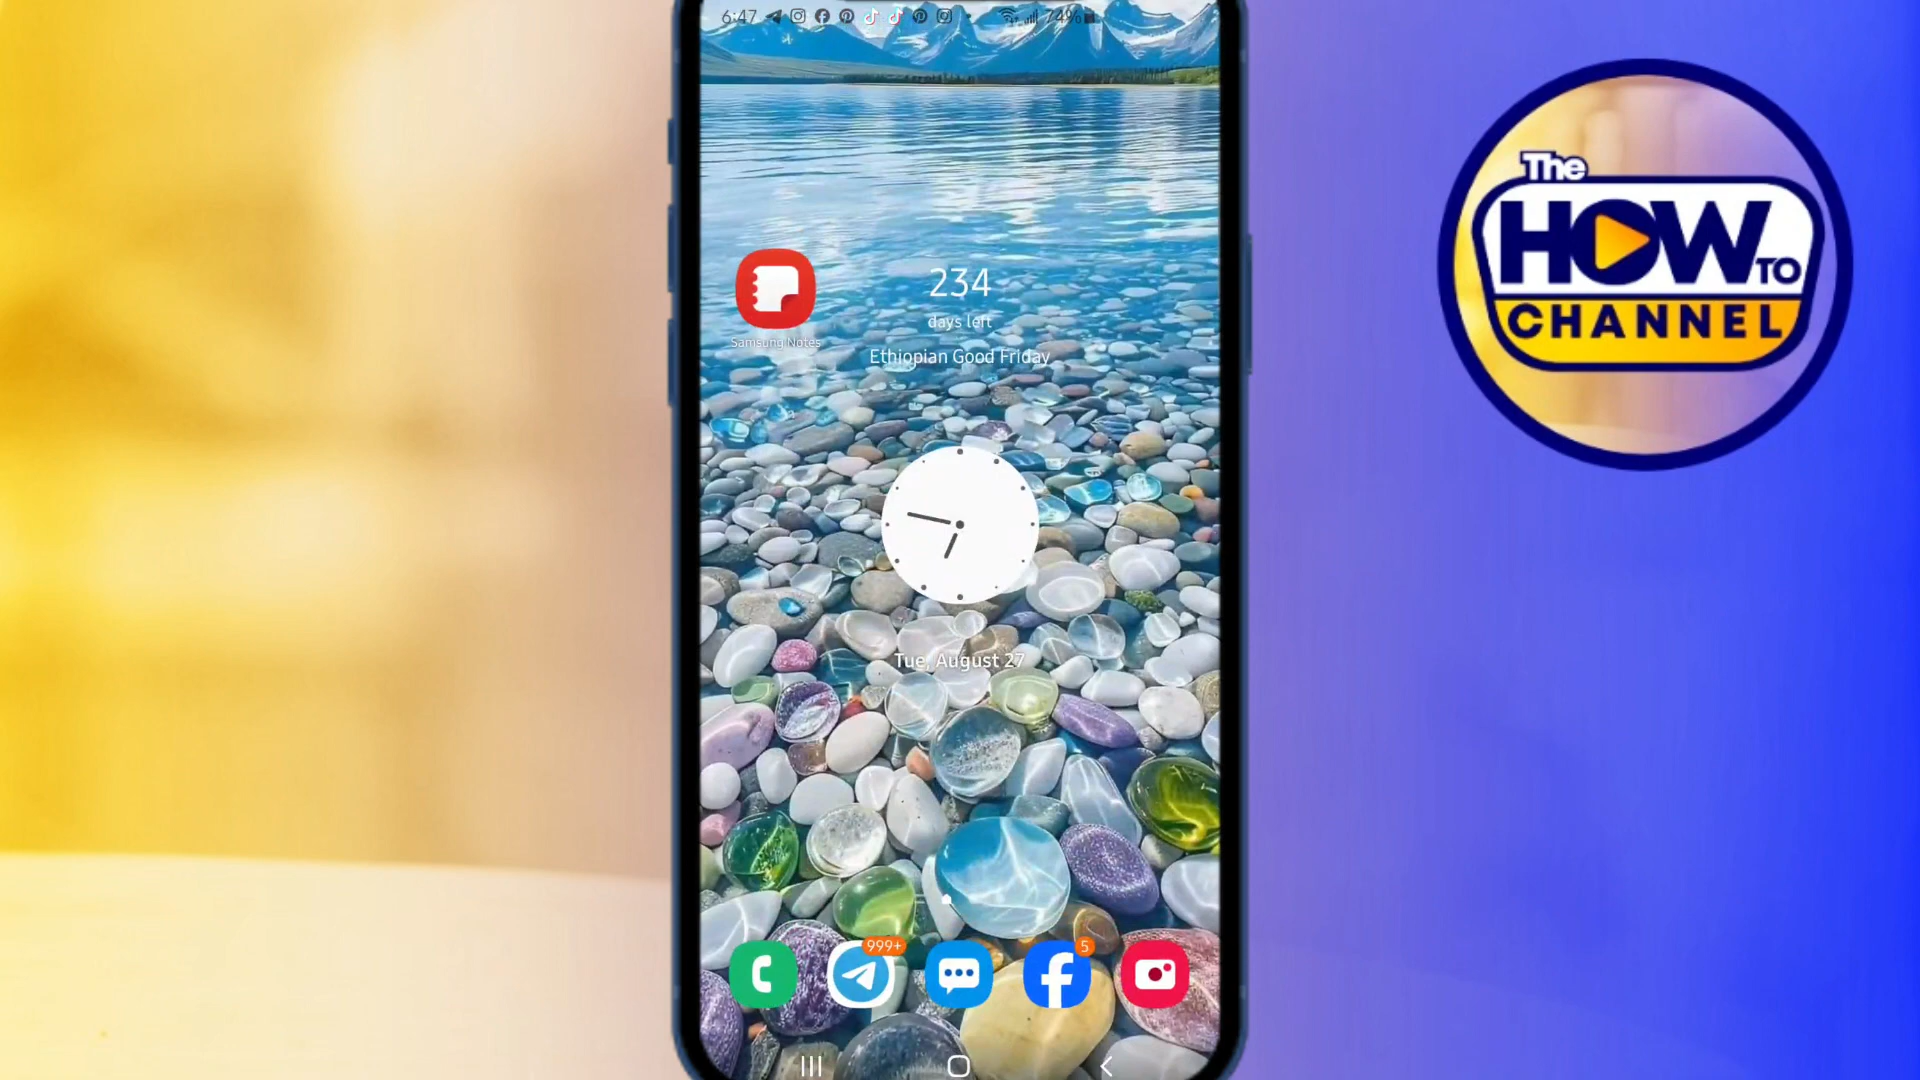 6:47
74%
The
HOW
TO
CHANNEL
234
days left
Samsung Notes
Ethiopian Good Friday
Tue, August 27
999+
5